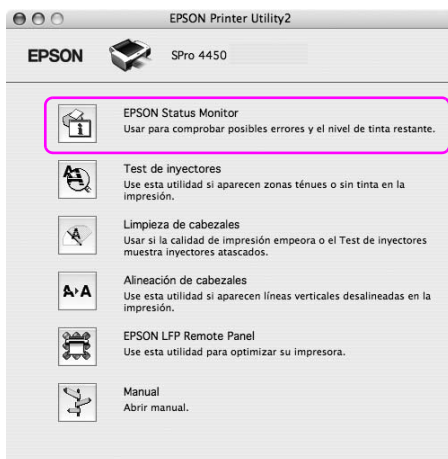 EPSON Printer Utility2
EPSON
SPro 4450
EPSON Status Monitor
Usar para comprobar posibles errores y el nivel de tinta restante.
Test de inyectores
Use esta utilidad si aparecen zonas ténues o sin tinta en la
impresión.
Limpieza de cabezales
Usar si la calidad de impresión empeora o el Test de inyectores
muestra inyectores atascados.
A▸A
Alineación de cabezales
Use esta utilidad si aparecen líneas verticales desalineadas en la
impresión.
EPSON LFP Remote Panel
Use esta utilidad para optimizar su impresora.
Manual
Abrir manual.